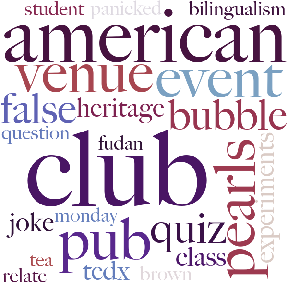 student panicked bilingualism
american
venue event
false heritage bubble
question fudan
club
pearls
experiments
joke monday quiz
pub class
tea tedx brown
relate